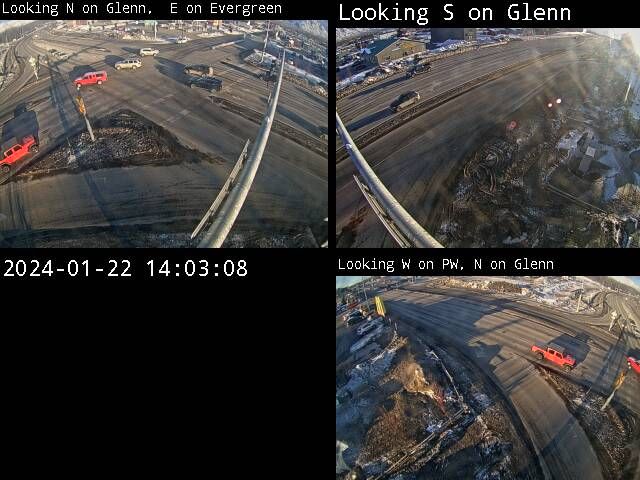 Looking N on Glenn,  E on Evergreen
Looking S on Glenn
2024-01-22 14:03:08
Looking W on PW, N on Glenn